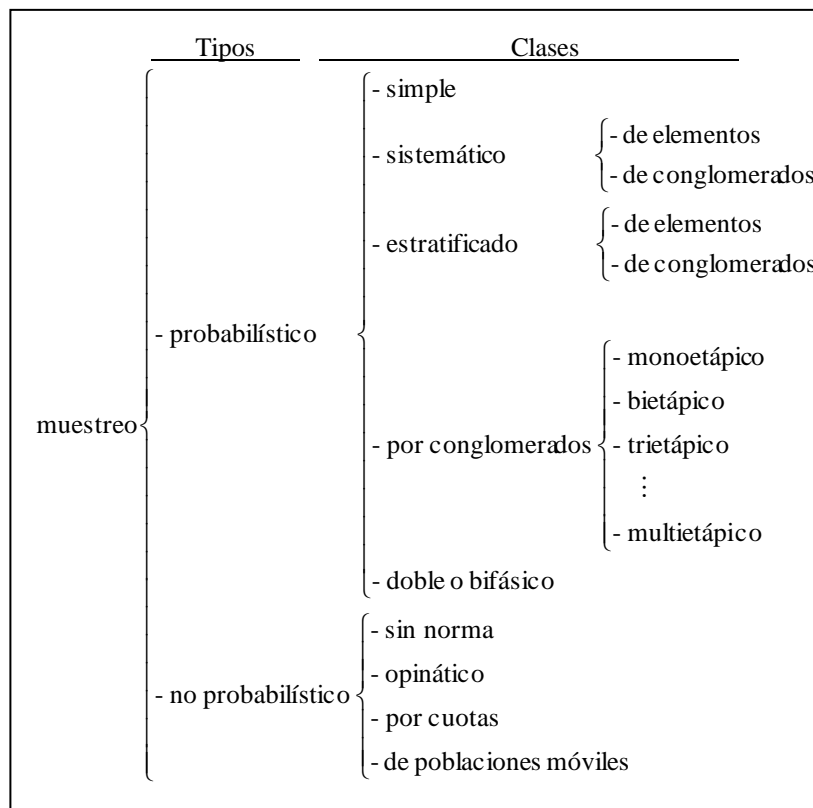 Tipos Clases
- simple
- sistemático
- de elementos
- de conglomerados
- estratificado
- de elementos
- de conglomerados
- probabilístico
- por conglomerados
- monoetápico
- bietápico
- trietápico
⋮
- multietápico
- doble o bifásico
muestreo
- no probabilístico
- sin norma
- opinático
- por cuotas
- de poblaciones móviles